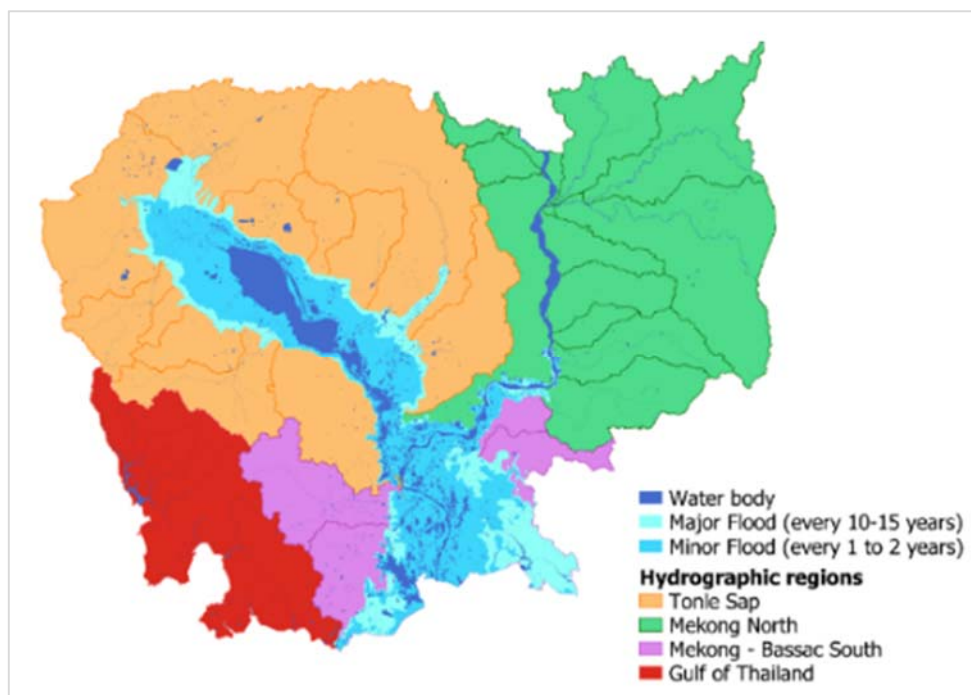 Water body
Major Flood (every 10-15 years)
Minor Flood (every 1 to 2 years)
Hydrographic regions
Tonle Sap
Mekong North
Mekong - Bassac South
Gulf of Thailand